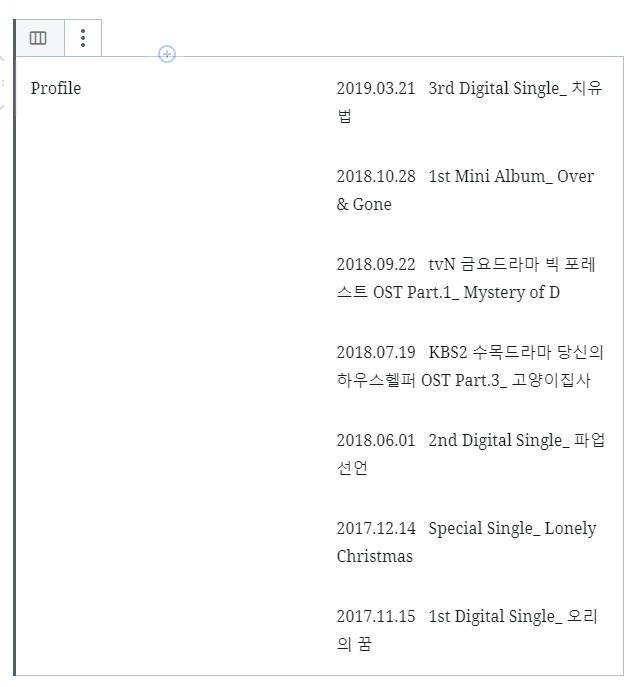 Profile
2019.03.21 3rd Digital Single_ 치유
법
2018.10.28 1st Mini Album_ Over
& Gone
2018.09.22 tvN 금요드라마 빅 포레
스트 OST Part.1_ Mystery of D
2018.07.19 KBS2 수목드라마 당신의
하우스헬퍼 OST Part.3_ 고양이집사
2018.06.01 2nd Digital Single_ 파업
선언
2017.12.14 Special Single_ Lonely
Christmas
2017.11.15 1st Digital Single_ 오리
의 꿈